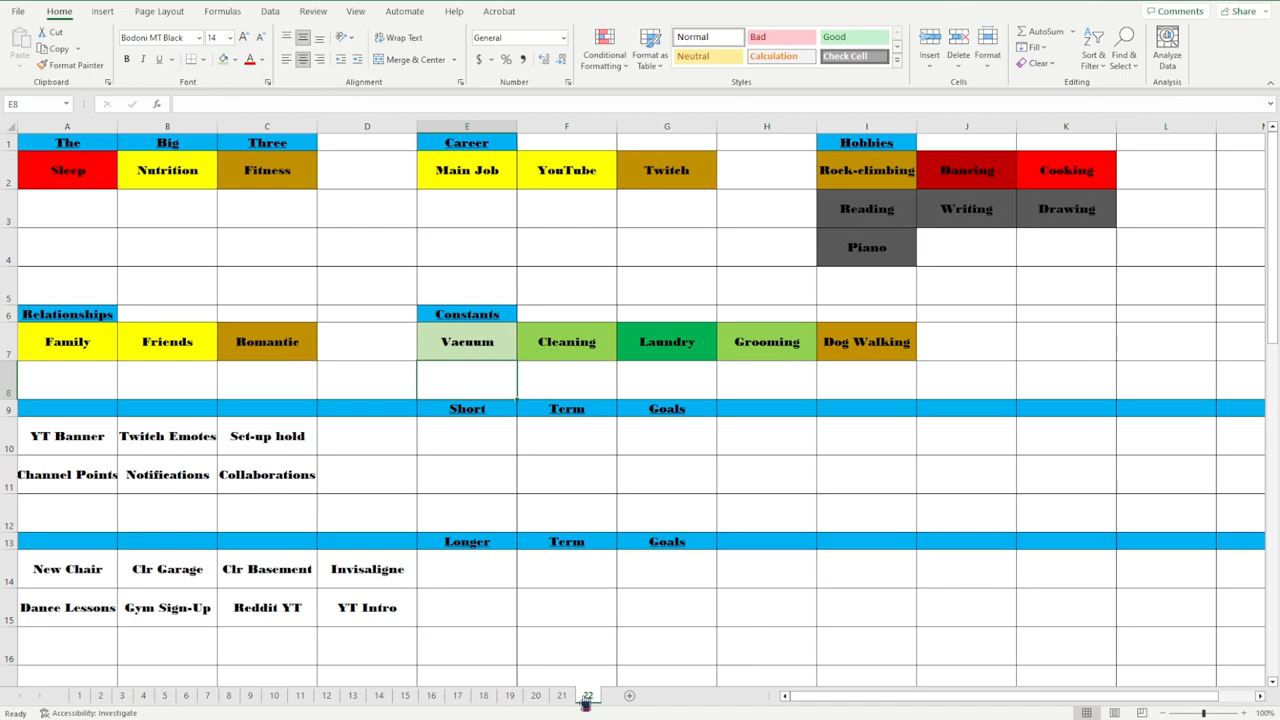 File Home Insert Page Layout Formulas Data Review View Automate Help Acrobat Comments Share
Paste Cut Copy Format Painter Clipboard
Bodoni MT Black 14 A A B I U A Font
Wrap Text Merge & Center Alignment
General $ % , Number
Conditional Formatting Format as Table
Normal Bad Good
Neutral Calculation Check Cell
Styles
Insert Delete Format Cells
AutoSum Fill Clear Sort & Filter Find & Select Editing
Analyze Data Analysis
E8 fx
A B C D E F G H I J K L
1 The Big Three Career Hobbies
2 Sleep Nutrition Fitness Main Job YouTube Twitch Rock-climbing Dancing Cooking
3 Reading Writing Drawing
4 Piano
5
6 Relationships Constants
7 Family Friends Romantic Vacuum Cleaning Laundry Grooming Dog Walking
8
9 Short Term Goals
10 YT Banner Twitch Emotes Set-up hold
11 Channel Points Notifications Collaborations
12
13 Longer Term Goals
14 New Chair Clr Garage Clr Basement Invisaligne
15 Dance Lessons Gym Sign-Up Reddit YT YT Intro
16
1 2 3 4 5 6 7 8 9 10 11 12 13 14 15 16 17 18 19 20 21 22
Ready Accessibility: Investigate 100%